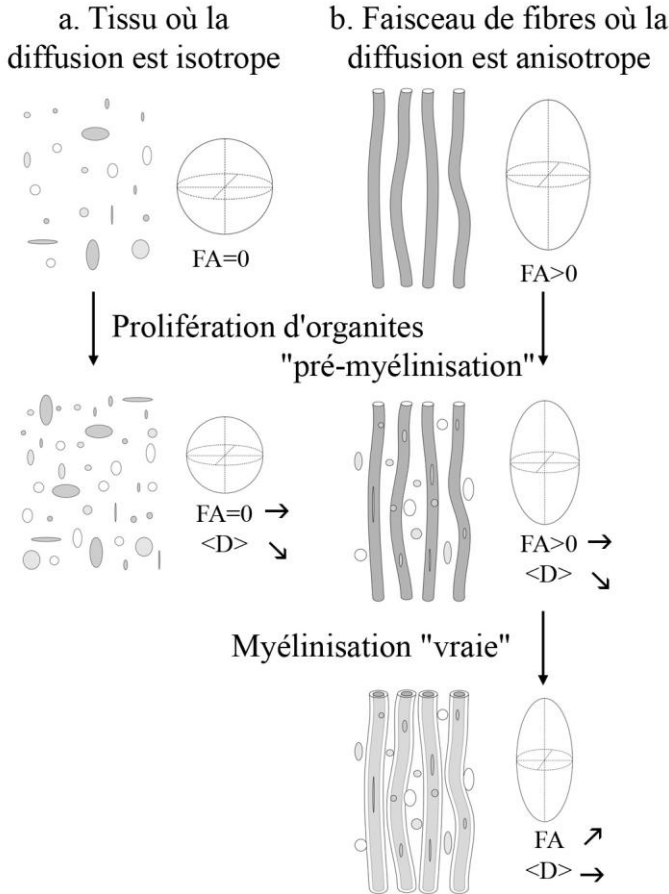 a. Tissu où la
diffusion est isotrope
b. Faisceau de fibres où la
diffusion est anisotrope
FA=0
FA>0
Prolifération d'organites
"pré-myélinisation"
FA=0 →
<D> ↘
FA>0 →
<D> ↘
Myélinisation "vraie"
FA ↗
<D> →